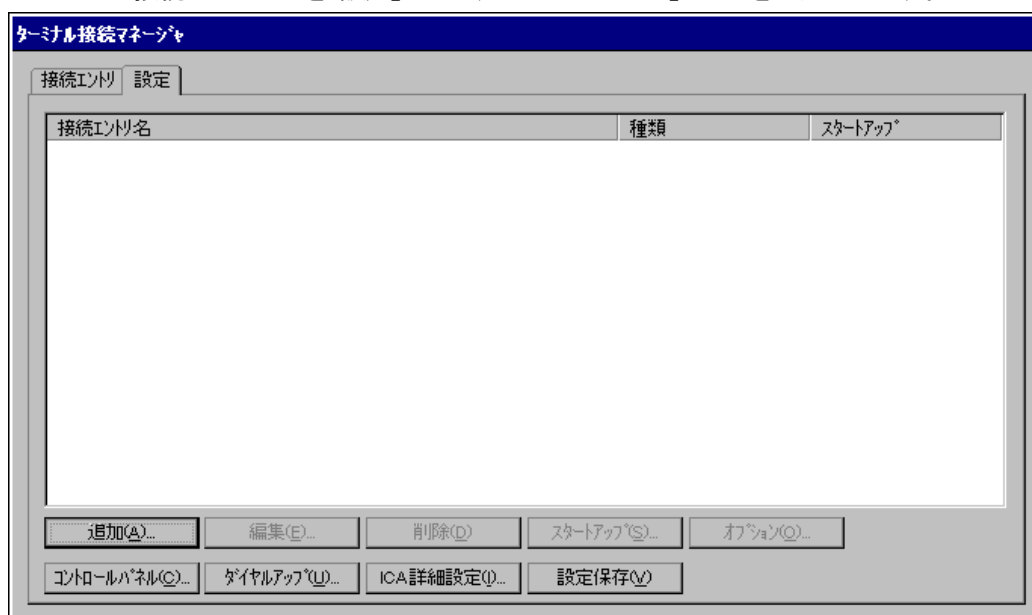 ﾀｰﾐﾅﾙ接続ﾏﾈｰｼﾞｬ
接続ｴﾝﾄﾘ 設定
接続ｴﾝﾄﾘ名 種類 ｽﾀｰﾄｱｯﾌﾟ
追加(A)... 編集(E)... 削除(D) ｽﾀｰﾄｱｯﾌﾟ(S)... ｵﾌﾟｼｮﾝ(O)...
ｺﾝﾄﾛｰﾙﾊﾟﾈﾙ(C)... ﾀﾞｲﾔﾙｱｯﾌﾟ(U)... ICA詳細設定(I)... 設定保存(V)